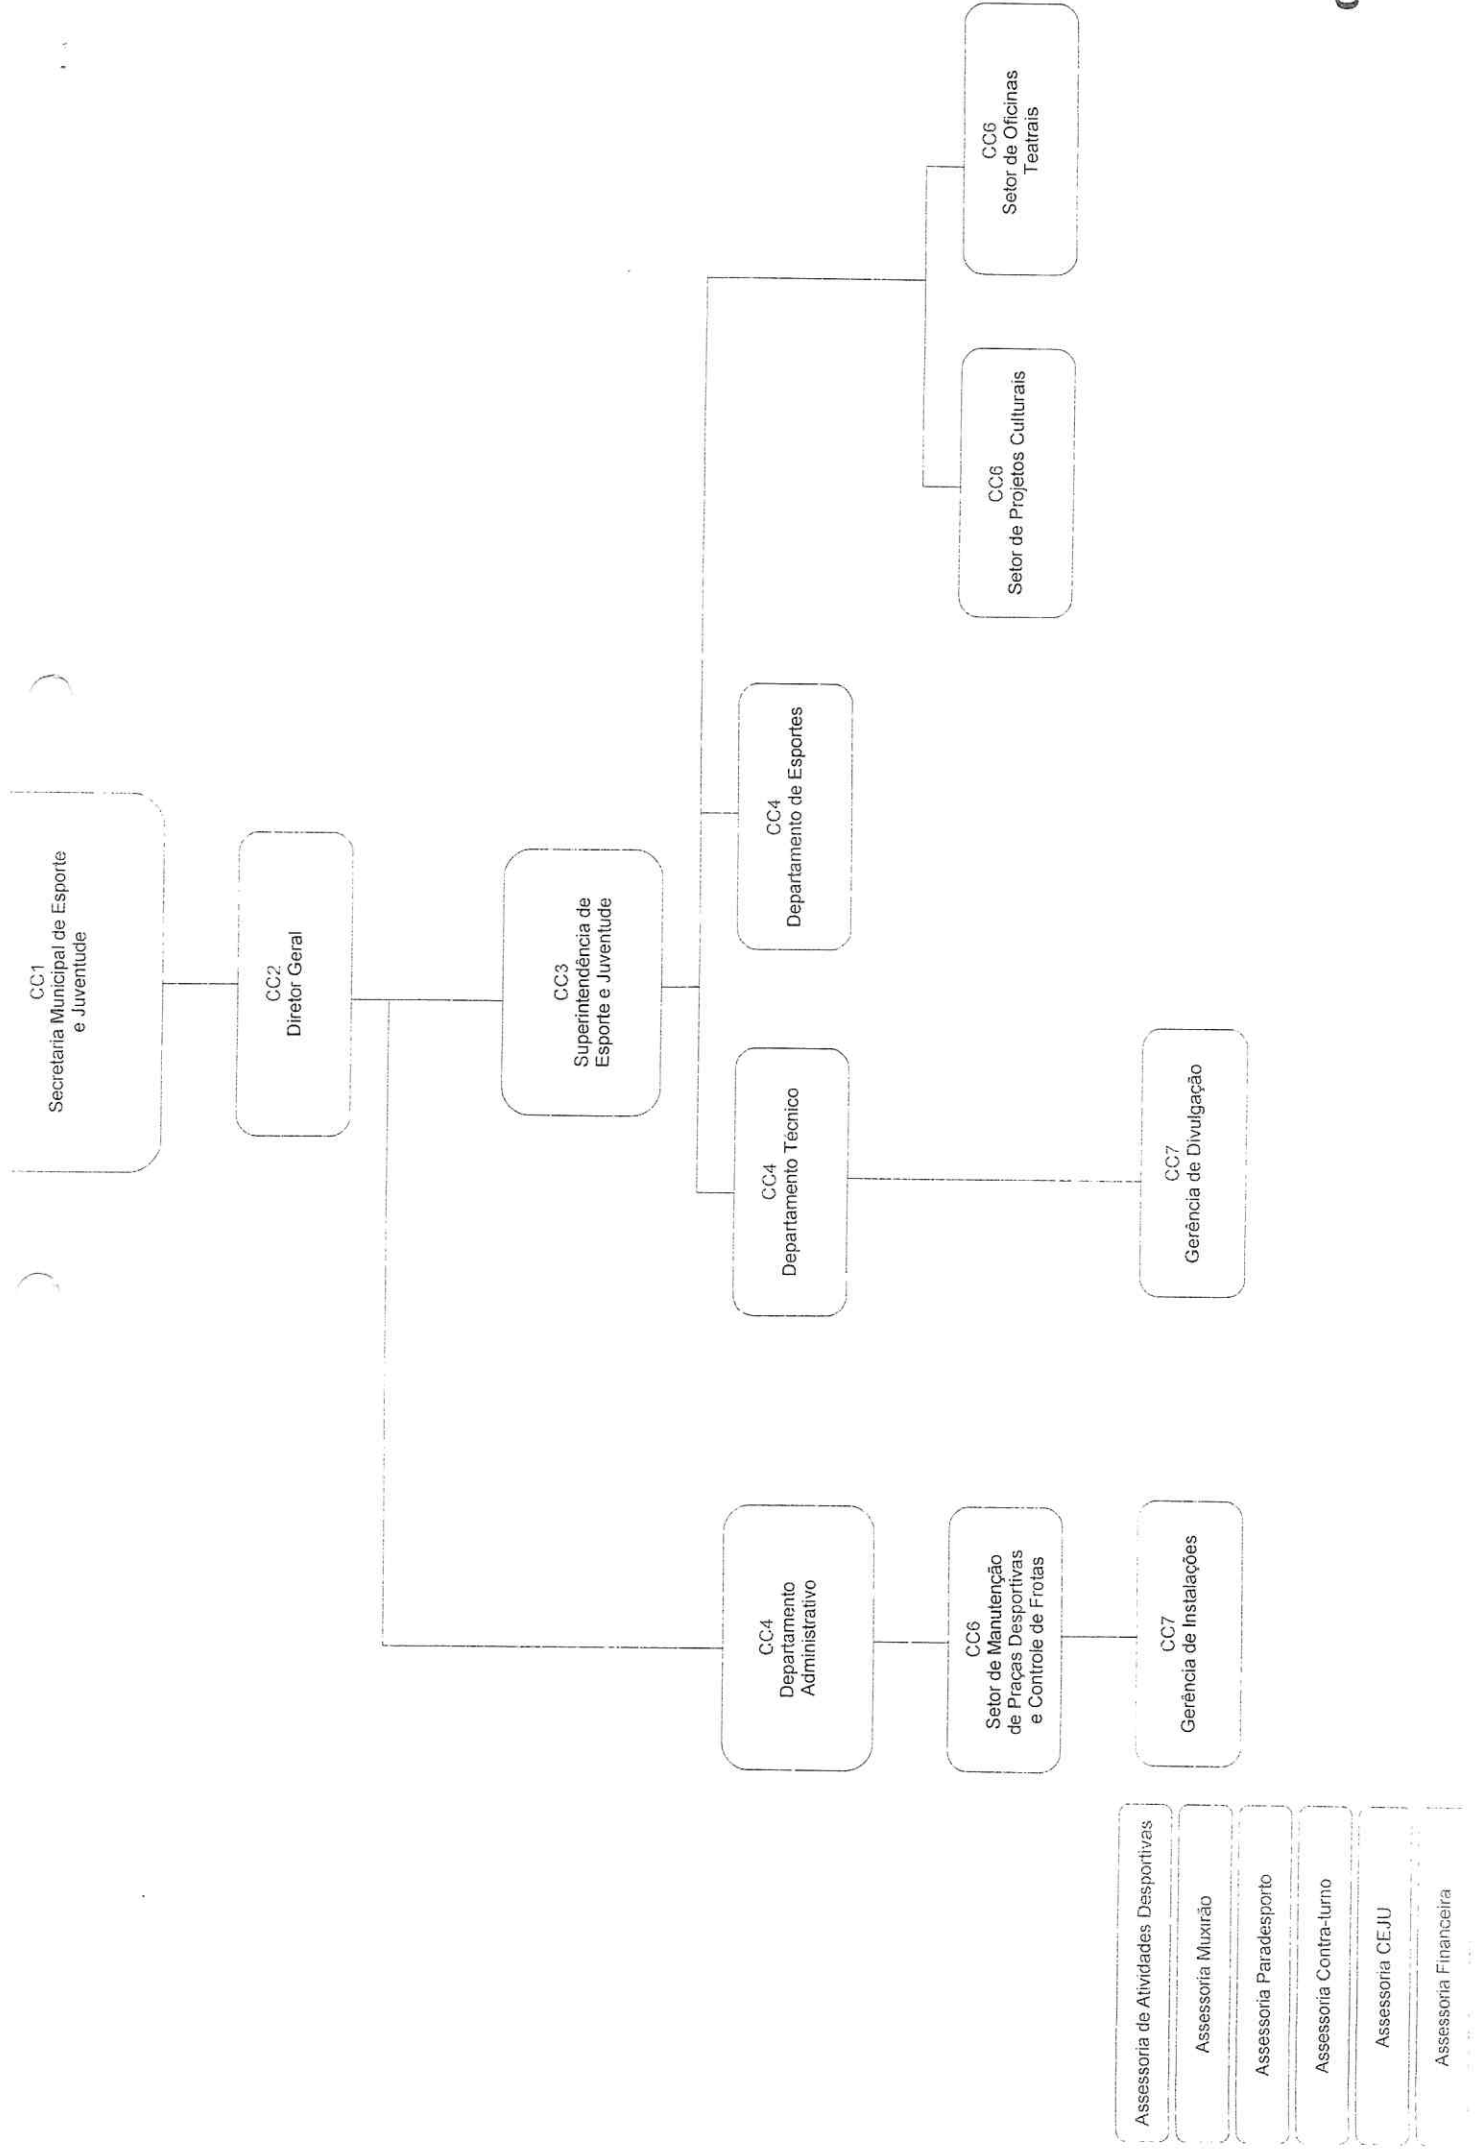 CC1
Secretaria Municipal de Esporte
e Juventude
CC2
Diretor Geral
CC3
Superintendência de
Esporte e Juventude
CC4
Departamento
Administrativo
CC4
Departamento Técnico
CC4
Departamento de Esportes
CC6
Setor de Manutenção
de Praças Desportivas
e Controle de Frotas
CC6
Setor de Projetos Culturais
CC6
Setor de Oficinas
Teatrais
CC7
Gerência de Instalações
CC7
Gerência de Divulgação
Assessoria de Atividades Desportivas
Assessoria Muxirão
Assessoria Paradesporto
Assessoria Contra-turno
Assessoria CEJU
Assessoria Financeira